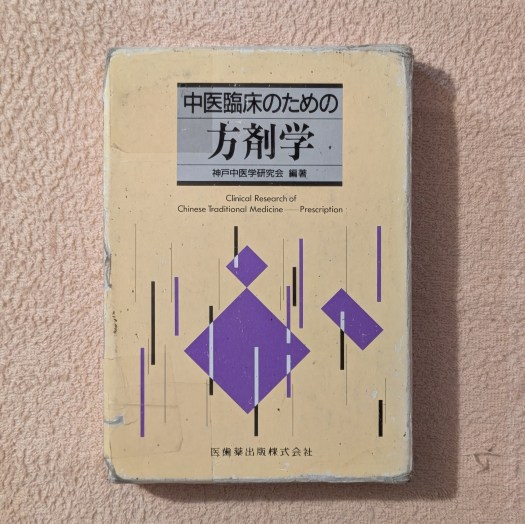 中医臨床のための
方剤学
神戸中医学研究会 編著
Clinical Research of
Chinese Traditional Medicine — Prescription
医歯薬出版株式会社